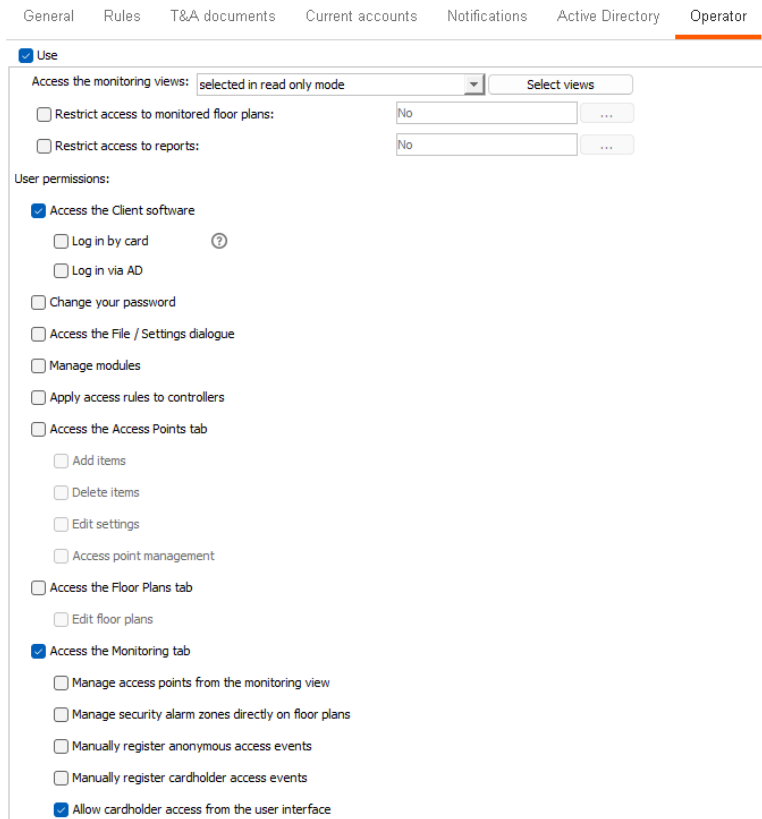 General Rules T&A documents Current accounts Notifications Active Directory Operator
Use
Access the monitoring views: selected in read only mode Select views
Restrict access to monitored floor plans: No ...
Restrict access to reports: No ...
User permissions:
Access the Client software
Log in by card ?
Log in via AD
Change your password
Access the File / Settings dialogue
Manage modules
Apply access rules to controllers
Access the Access Points tab
Add items
Delete items
Edit settings
Access point management
Access the Floor Plans tab
Edit floor plans
Access the Monitoring tab
Manage access points from the monitoring view
Manage security alarm zones directly on floor plans
Manually register anonymous access events
Manually register cardholder access events
Allow cardholder access from the user interface